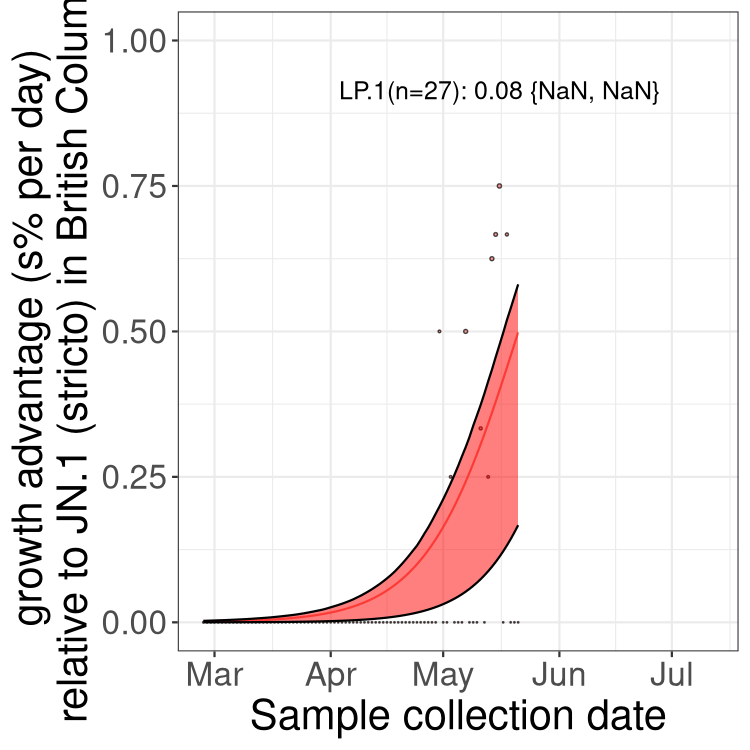 growth advantage (s% per day)
relative to JN.1 (stricto) in British Colum
1.00
0.75
0.50
0.25
0.00
LP.1(n=27): 0.08 {NaN, NaN}
Mar Apr May Jun Jul
Sample collection date